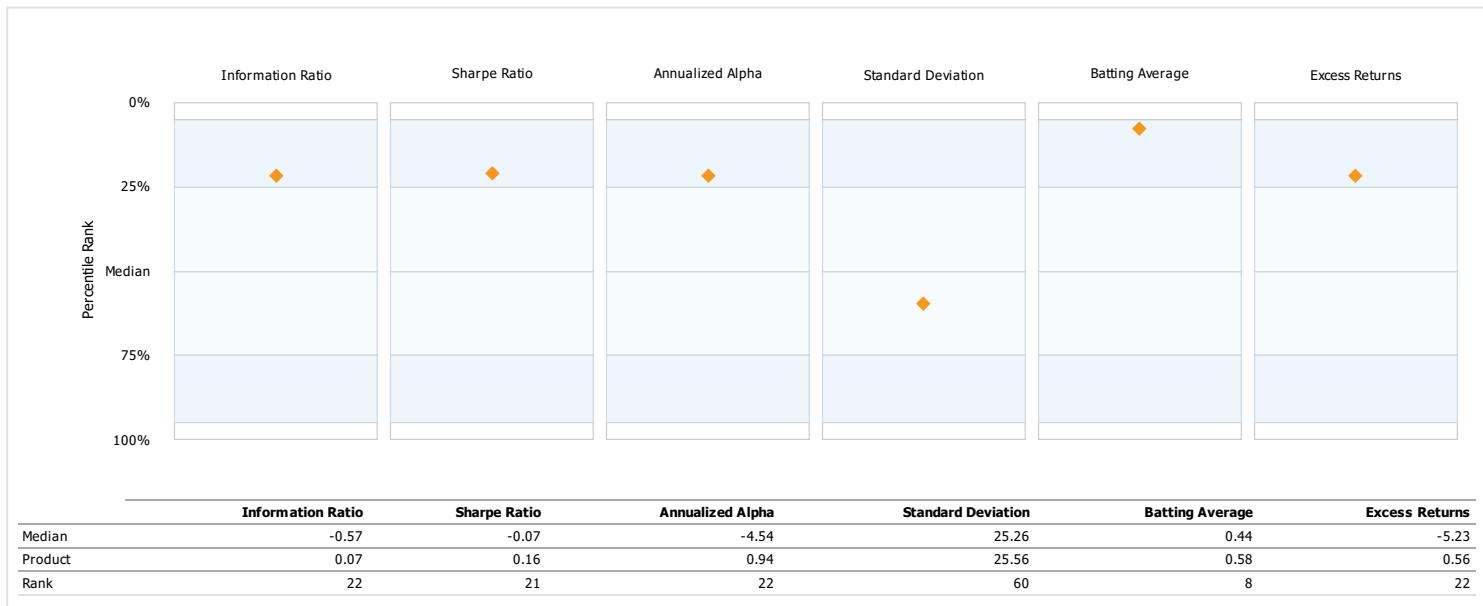 Information Ratio Sharpe Ratio Annualized Alpha Standard Deviation Batting Average Excess Returns
0%
25%
Percentile Rank
Median
75%
100%
Information Ratio Sharpe Ratio Annualized Alpha Standard Deviation Batting Average Excess Returns
Median -0.57 -0.07 -4.54 25.26 0.44 -5.23
Product 0.07 0.16 0.94 25.56 0.58 0.56
Rank 22 21 22 60 8 22